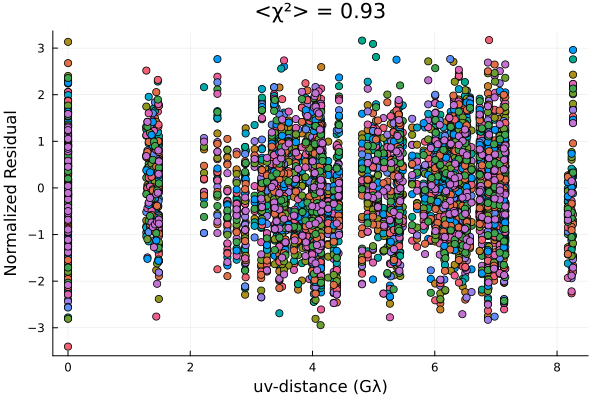 <χ²> = 0.93
Normalized Residual
3
2
1
0
−1
−2
−3
0 2 4 6 8
uv-distance (Gλ)